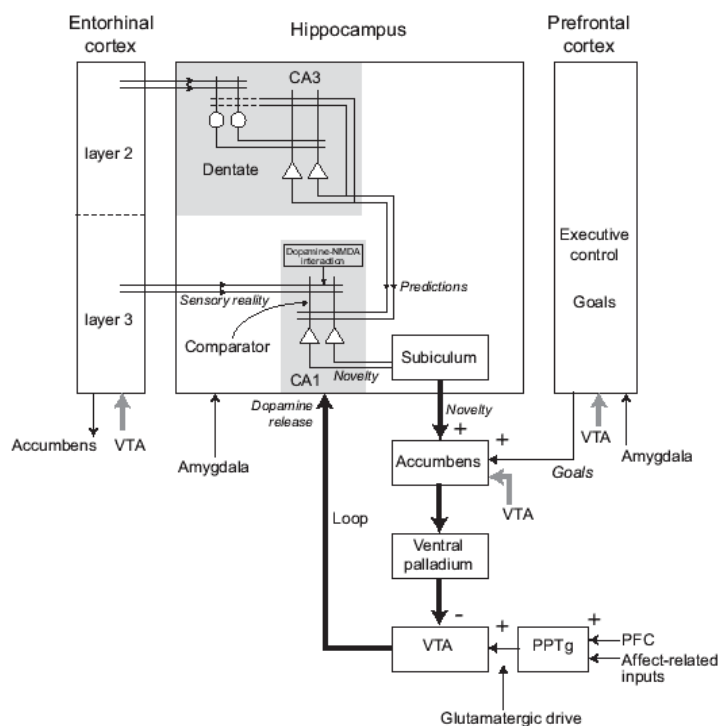 Entorhinal
cortex
Hippocampus
Prefrontal
cortex
CA3
layer 2
Dentate
Dopamine-NMDA
interaction
Executive
control
Goals
Sensory reality
Predictions
layer 3
Comparator
Subiculum
Novelty
CA1
Dopamine
release
Novelty
+
+
Accumbens
VTA
Amygdala
Accumbens
Goals
VTA
Amygdala
VTA
Loop
Ventral
palladium
-
+
+
VTA
PPTg
PFC
Affect-related
inputs
Glutamatergic drive